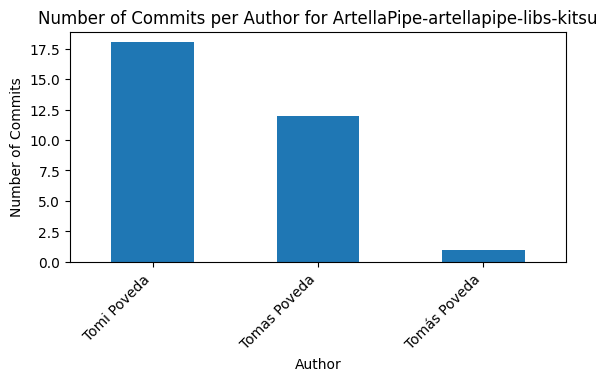 Number of Commits per Author for ArtellaPipe-artellapipe-libs-kitsu
Number of Commits
17.5
15.0
12.5
10.0
7.5
5.0
2.5
0.0
Tomi Poveda
Tomas Poveda
Tomás Poveda
Author